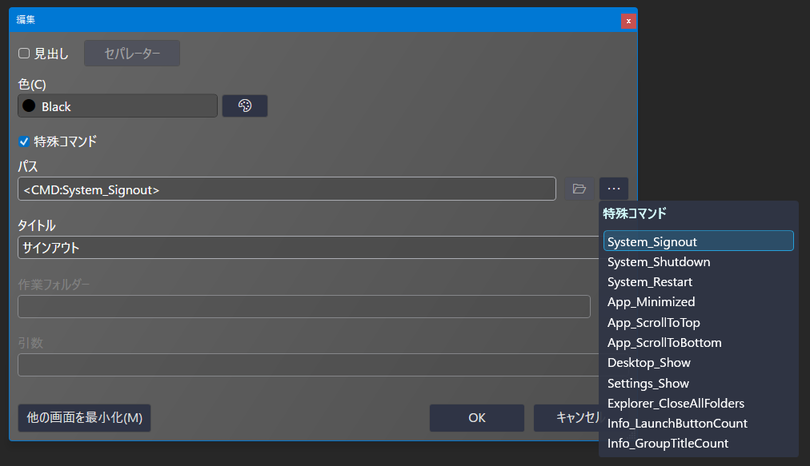 編集
x
見出し
セパレーター
色(C)
Black
特殊コマンド
パス
<CMD:System_Signout>
...
タイトル
サインアウト
作業フォルダー
引数
他の画面を最小化(M)
OK
キャンセル
特殊コマンド
System_Signout
System_Shutdown
System_Restart
App_Minimized
App_ScrollToTop
App_ScrollToBottom
Desktop_Show
Settings_Show
Explorer_CloseAllFolders
Info_LaunchButtonCount
Info_GroupTitleCount